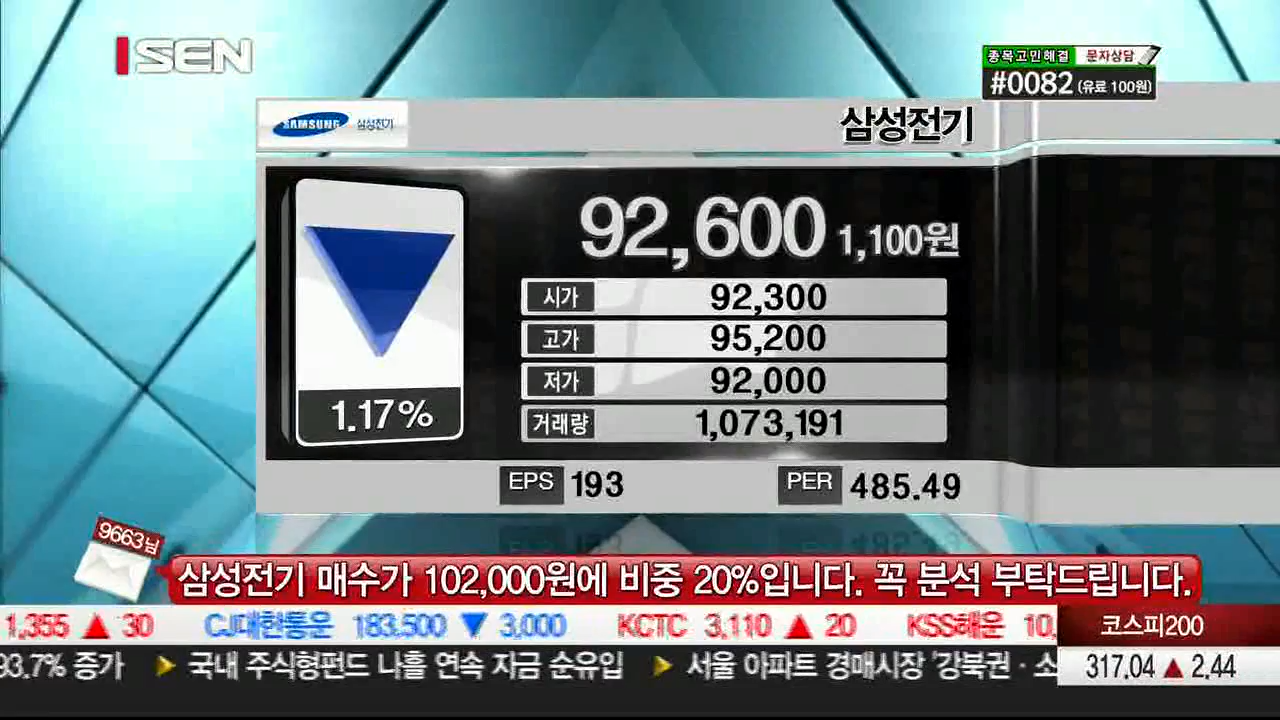 SEN
종목고민해결 문자상담
#0082 (유료 100원)
SAMSUNG 삼성전기
삼성전기
92,600 1,100원
1.17%
시가 92,300
고가 95,200
저가 92,000
거래량 1,073,191
EPS 193
PER 485.49
9663님
삼성전기 매수가 102,000원에 비중 20%입니다. 꼭 분석 부탁드립니다.
1,355 ▲ 30 CJ대한통운 183,500 ▼ 3,000 KCTC 3,110 ▲ 20 KSS해운 10, 코스피200
93.7% 증가 ▶ 국내 주식형펀드 나흘 연속 자금 순유입 ▶ 서울 아파트 경매시장 '강북권·소 317.04 ▲ 2.44